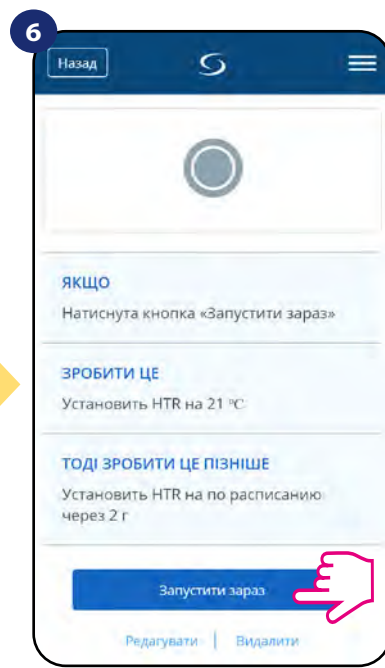 6
Назад
ЯКЩО
Натиснута кнопка «Запустити зараз»
ЗРОБИТИ ЦЕ
Установить HTR на 21 °C
ТОДІ ЗРОБИТИ ЦЕ ПІЗНІШЕ
Установить HTR на по расписанию
через 2 г
Запустити зараз
Редагувати | Видалити